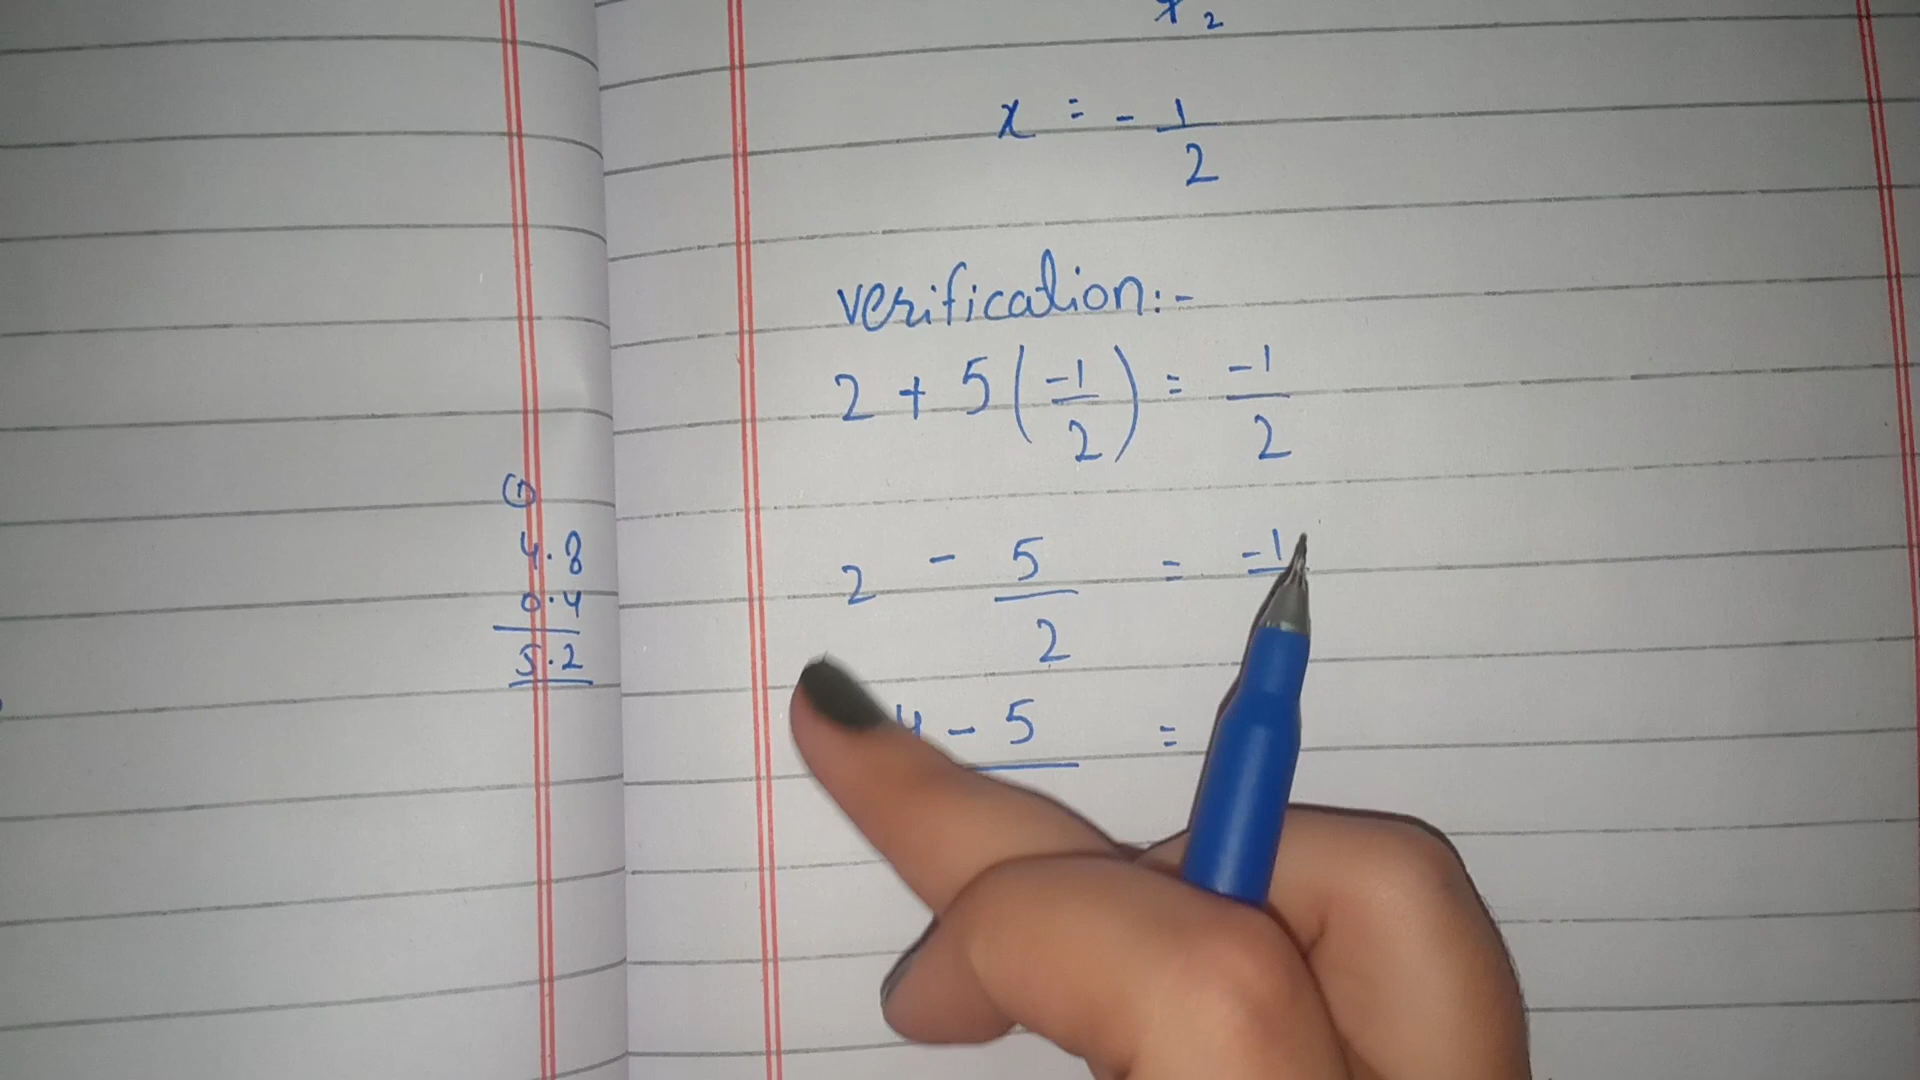 x = - 1/2
verification:-
2 + 5(-1/2) = -1/2
2 - 5/2 = -1
4 - 5 =
1
4.8
0.4
5.2